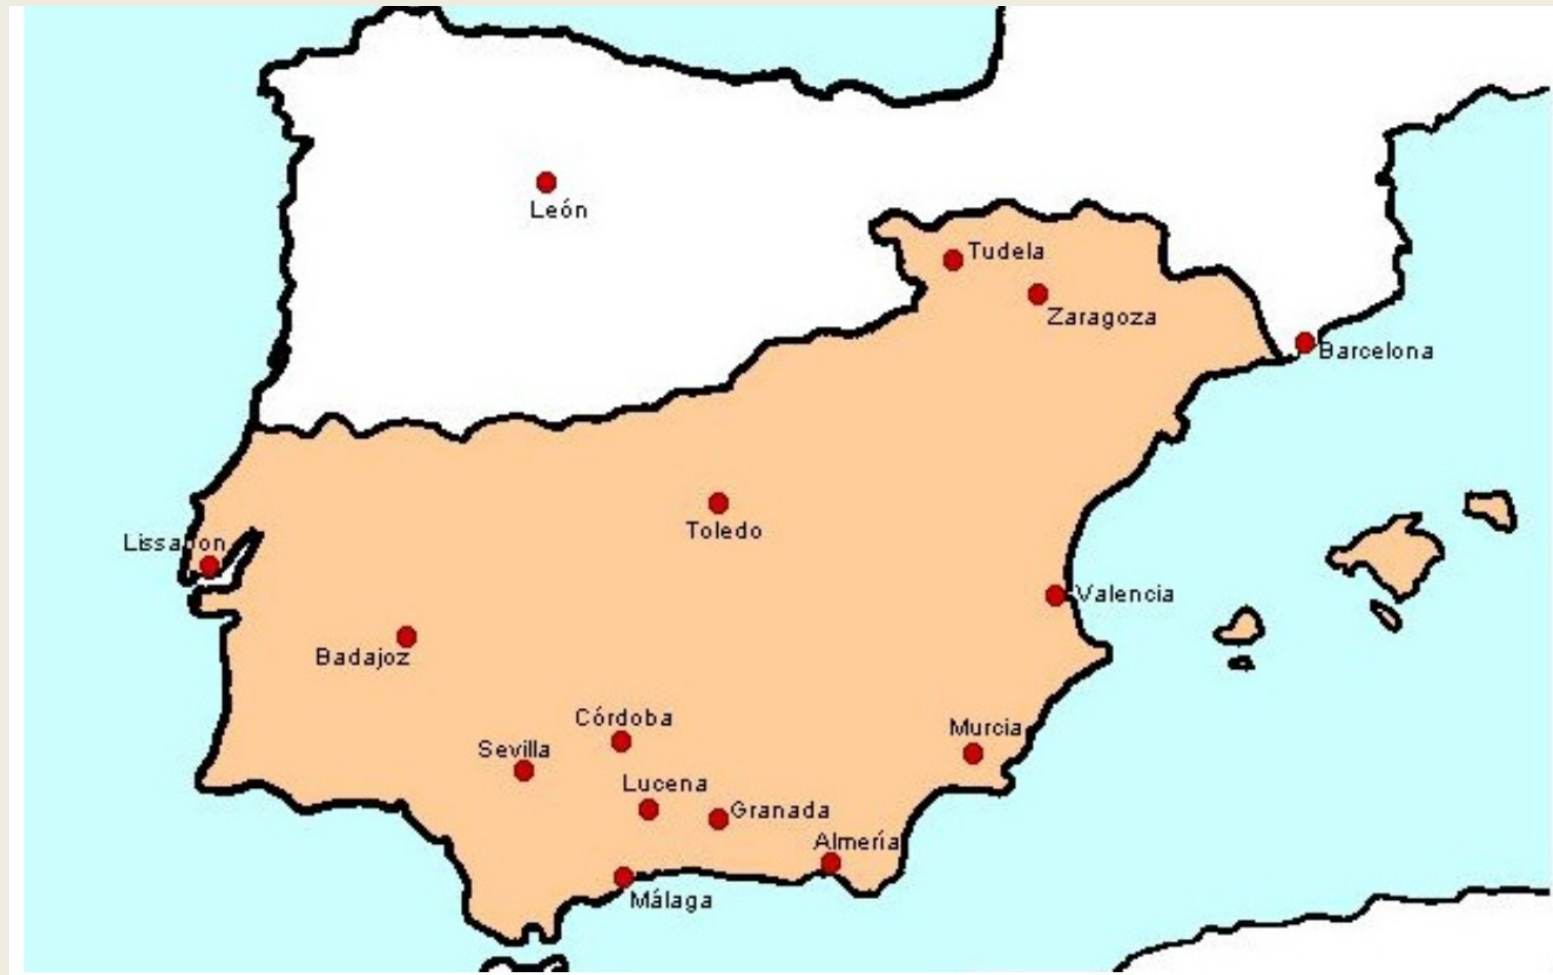 León
Tudela
Zaragoza
Barcelona
Toledo
Lissabon
Valencia
Badajoz
Córdoba
Murcia
Sevilla
Lucena
Granada
Almería
Málaga